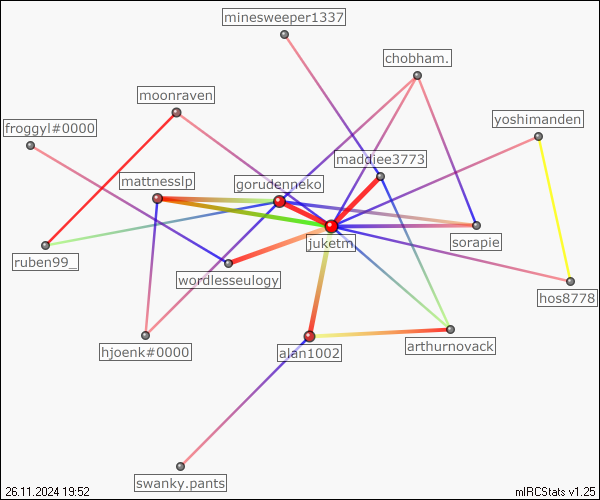 minesweeper1337
chobham.
moonraven
yoshimanden
froggyl#0000
maddiee3773
mattnesslp
gorudenneko
juketm
sorapie
ruben99_
wordlesseulogy
hos8778
hjoenk#0000
alan1002
arthurnovack
swanky.pants
26.11.2024 19:52
mIRCStats v1.25